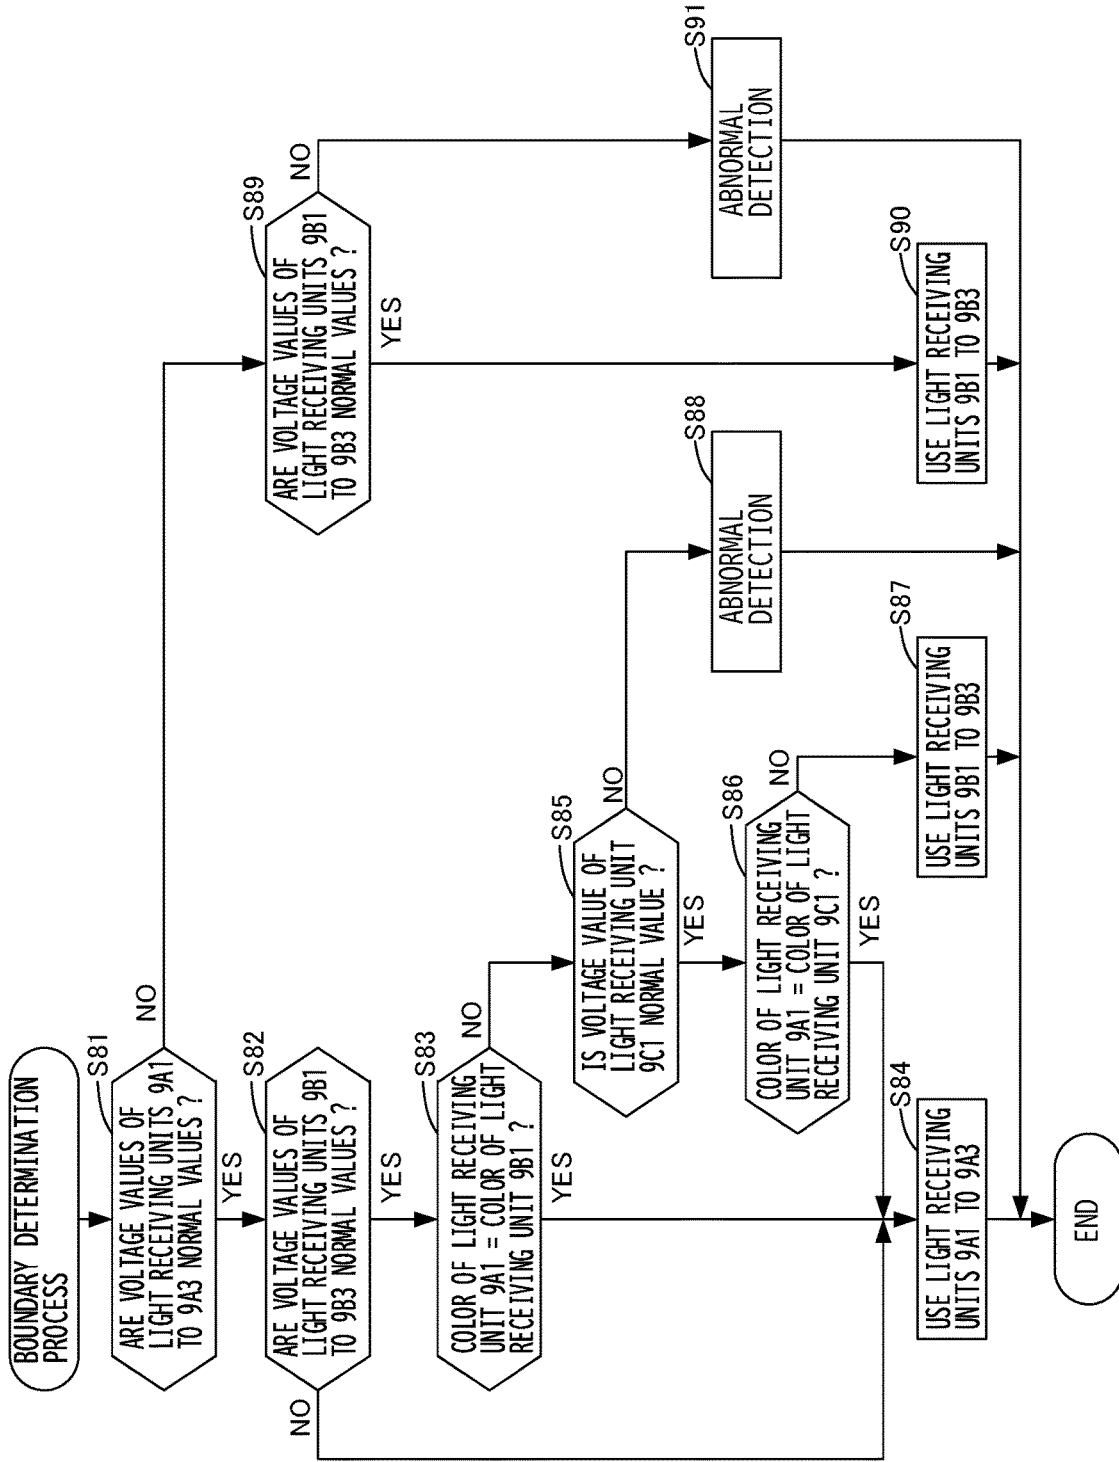 BOUNDARY DETERMINATION
PROCESS
S81
ARE VOLTAGE VALUES OF
LIGHT RECEIVING UNITS 9A1
TO 9A3 NORMAL VALUES ?
NO
YES
S82
ARE VOLTAGE VALUES OF
LIGHT RECEIVING UNITS 9B1
TO 9B3 NORMAL VALUES ?
NO
YES
S83
COLOR OF LIGHT RECEIVING
UNIT 9A1 = COLOR OF LIGHT
RECEIVING UNIT 9B1 ?
NO
YES
S85
IS VOLTAGE VALUE OF
LIGHT RECEIVING UNIT
9C1 NORMAL VALUE ?
NO
YES
S86
COLOR OF LIGHT RECEIVING
UNIT 9A1 = COLOR OF LIGHT
RECEIVING UNIT 9C1 ?
NO
YES
S84
USE LIGHT RECEIVING
UNITS 9A1 TO 9A3
S87
USE LIGHT RECEIVING
UNITS 9B1 TO 9B3
S88
ABNORMAL
DETECTION
S89
ARE VOLTAGE VALUES OF
LIGHT RECEIVING UNITS 9B1
TO 9B3 NORMAL VALUES ?
NO
YES
S90
USE LIGHT RECEIVING
UNITS 9B1 TO 9B3
S91
ABNORMAL
DETECTION
END